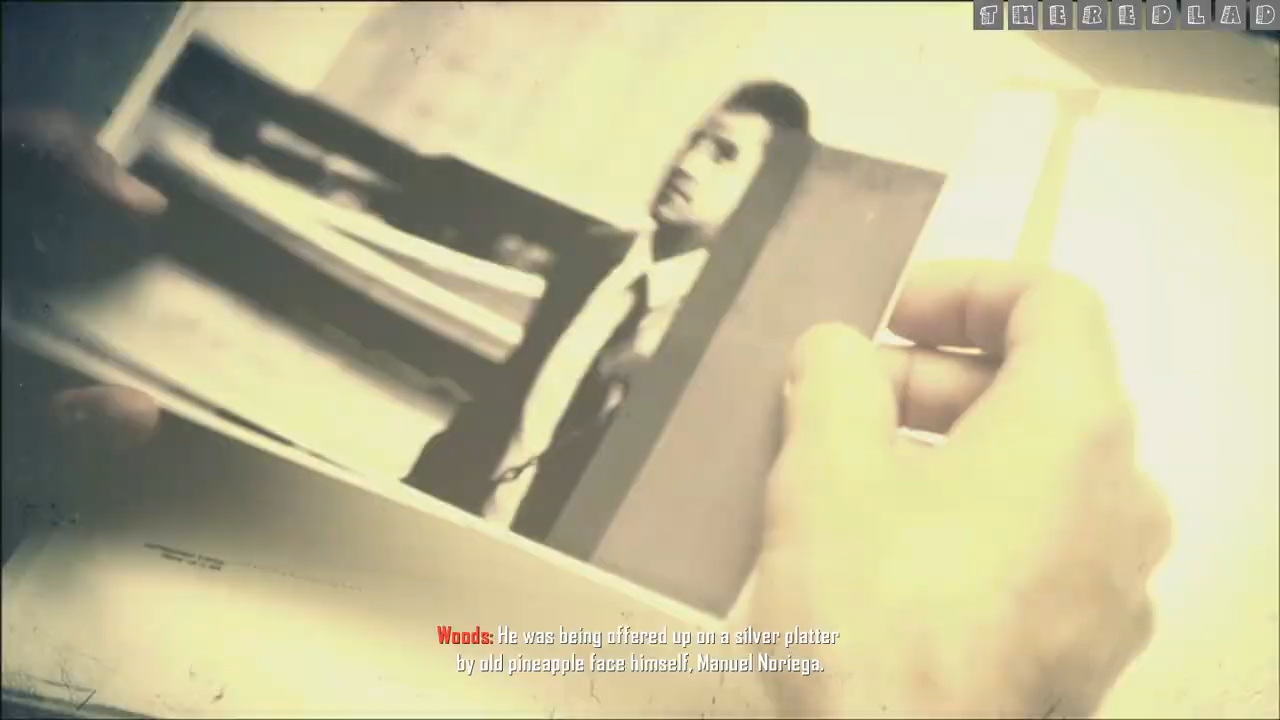 THEREDLAD
Woods: He was being offered up on a silver platter
by old pineapple face himself, Manuel Noriega.